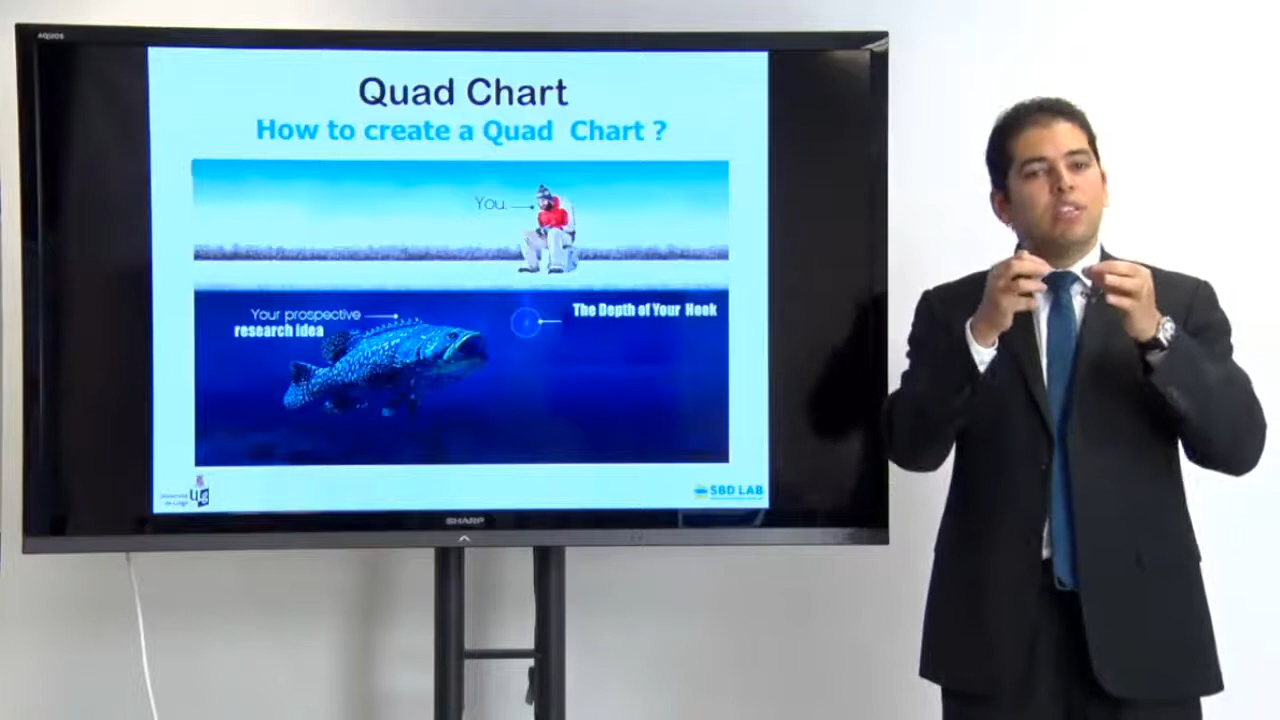 AQUOS
Quad Chart
How to create a Quad Chart ?
You.
Your prospective
research idea
The Depth of Your Hook
SBD LAB
SHARP